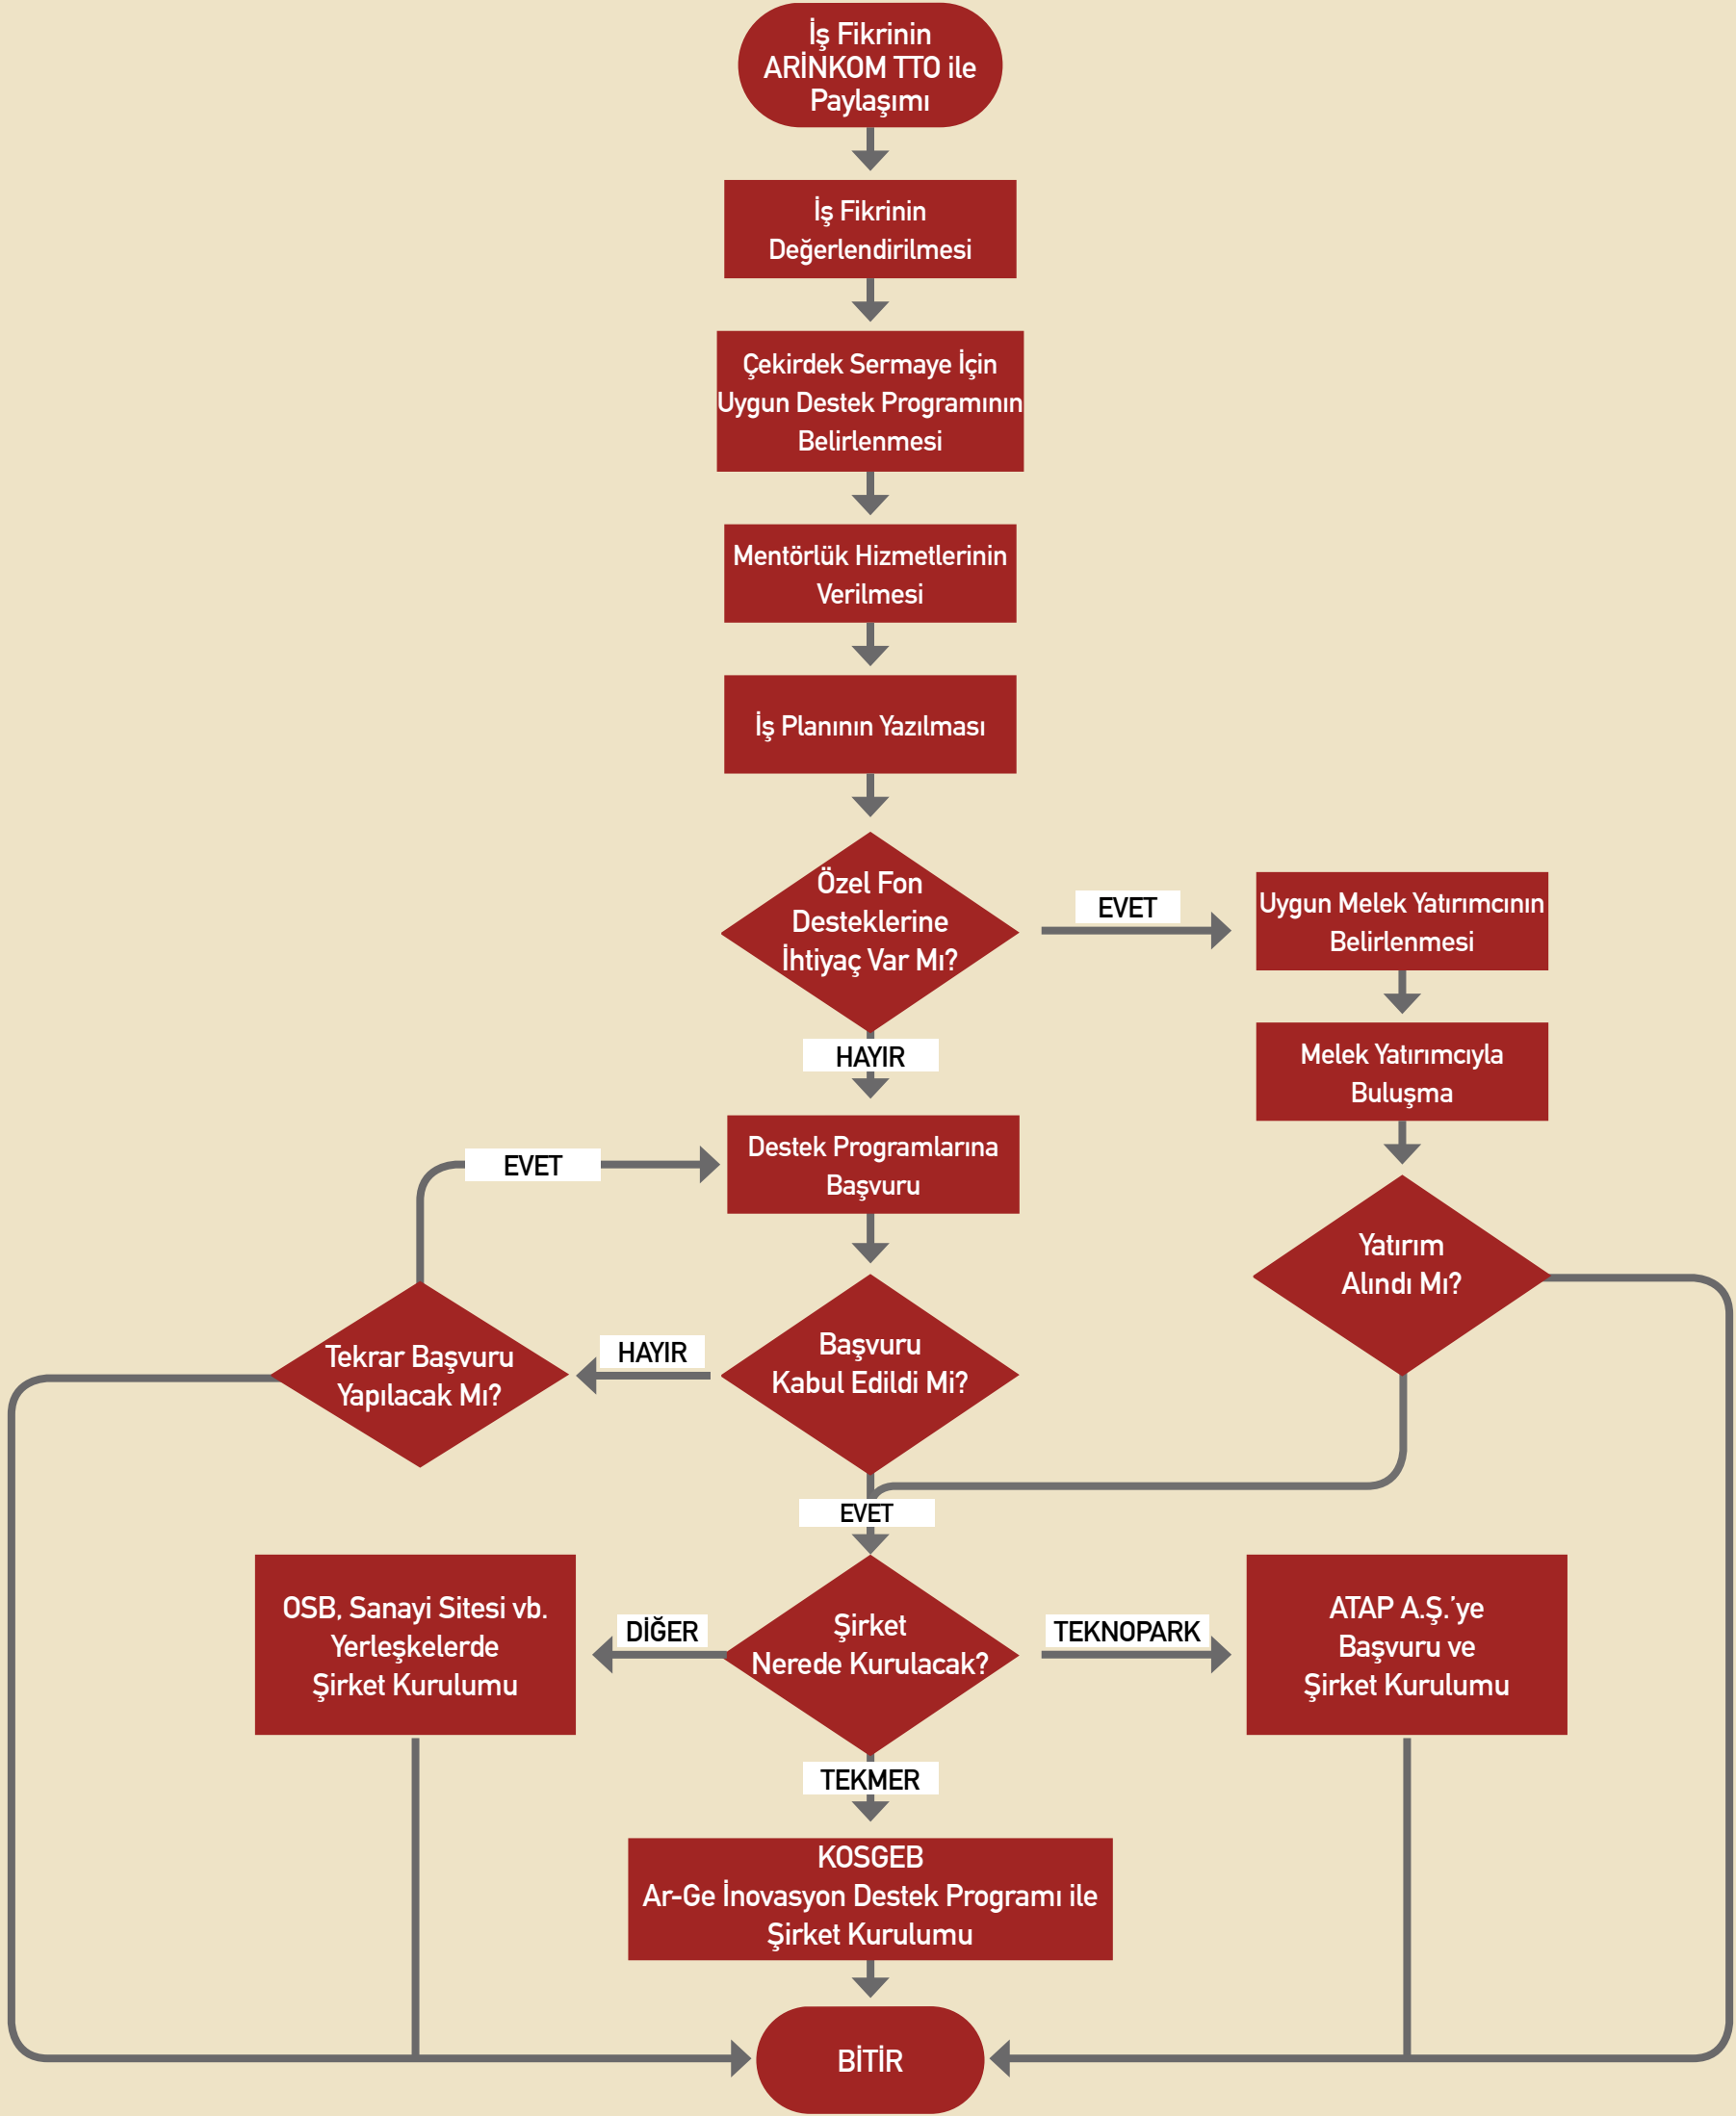 İş Fikrinin
ARİNKOM TTO ile
Paylaşımı
İş Fikrinin
Değerlendirilmesi
Çekirdek Sermaye İçin
Uygun Destek Programının
Belirlenmesi
Mentörlük Hizmetlerinin
Verilmesi
İş Planının Yazılması
Özel Fon
Desteklerine
İhtiyaç Var Mı?
EVET
Uygun Melek Yatırımcının
Belirlenmesi
HAYIR
Melek Yatırımcıyla
Buluşma
Destek Programlarına
Başvuru
EVET
Yatırım
Alındı Mı?
Başvuru
Kabul Edildi Mi?
HAYIR
Tekrar Başvuru
Yapılacak Mı?
EVET
Şirket
Nerede Kurulacak?
DİĞER
OSB, Sanayi Sitesi vb.
Yerleşkelerde
Şirket Kurulumu
TEKNOPARK
ATAP A.Ş.’ye
Başvuru ve
Şirket Kurulumu
TEKMER
KOSGEB
Ar-Ge İnovasyon Destek Programı ile
Şirket Kurulumu
BİTİR